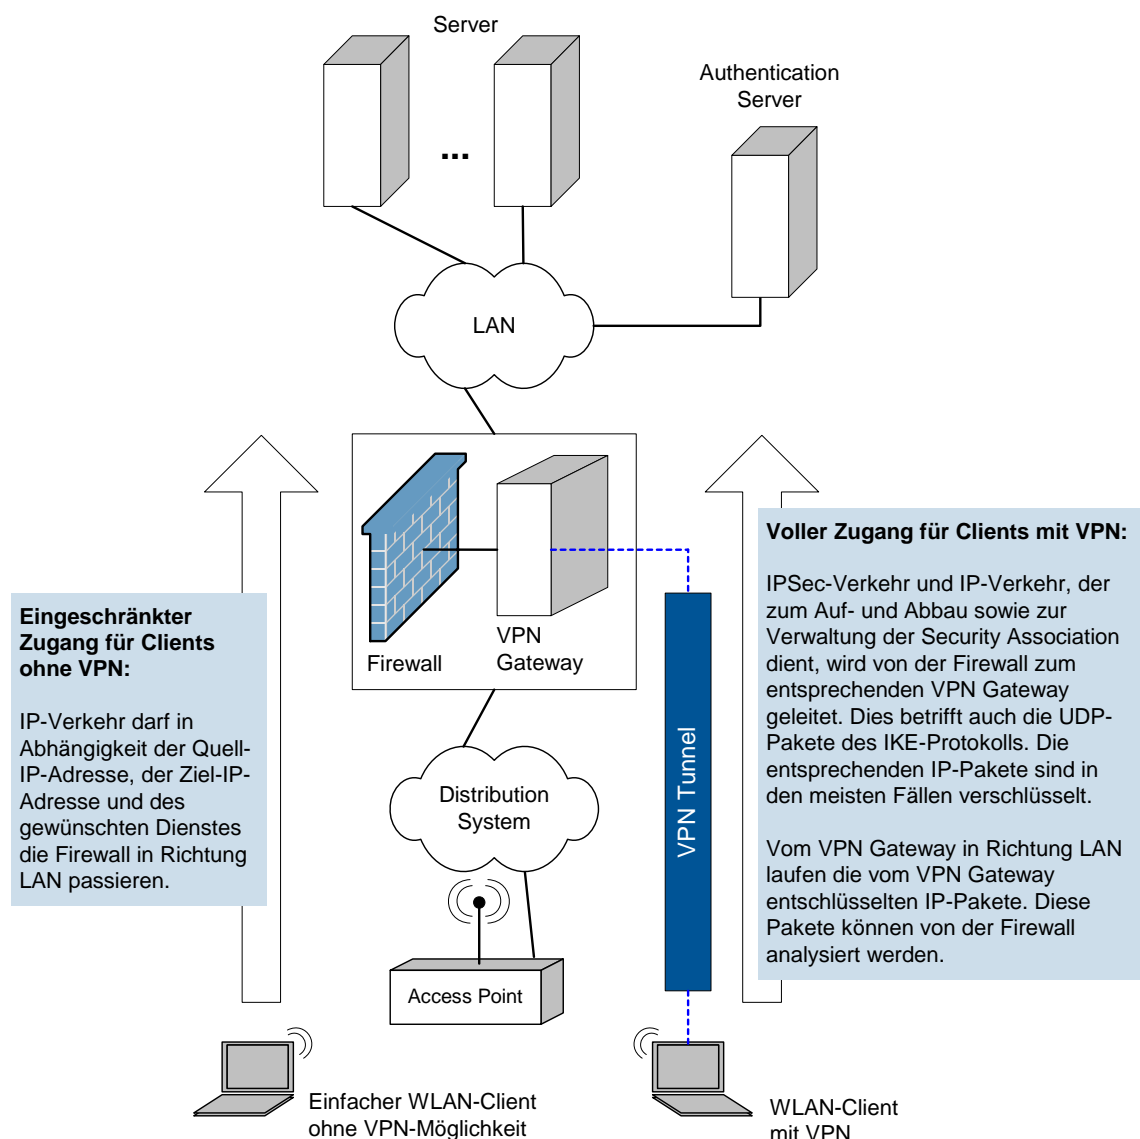 Server
Authentication
Server
...
LAN
Firewall
VPN
Gateway
Eingeschränkter
Zugang für Clients
ohne VPN:
IP-Verkehr darf in
Abhängigkeit der Quell-
IP-Adresse, der Ziel-IP-
Adresse und des
gewünschten Dienstes
die Firewall in Richtung
LAN passieren.
Voller Zugang für Clients mit VPN:
IPSec-Verkehr und IP-Verkehr, der
zum Auf- und Abbau sowie zur
Verwaltung der Security Association
dient, wird von der Firewall zum
entsprechenden VPN Gateway
geleitet. Dies betrifft auch die UDP-
Pakete des IKE-Protokolls. Die
entsprechenden IP-Pakete sind in
den meisten Fällen verschlüsselt.
Vom VPN Gateway in Richtung LAN
laufen die vom VPN Gateway
entschlüsselten IP-Pakete. Diese
Pakete können von der Firewall
analysiert werden.
VPN Tunnel
Distribution
System
Access Point
Einfacher WLAN-Client
ohne VPN-Möglichkeit
WLAN-Client
mit VPN